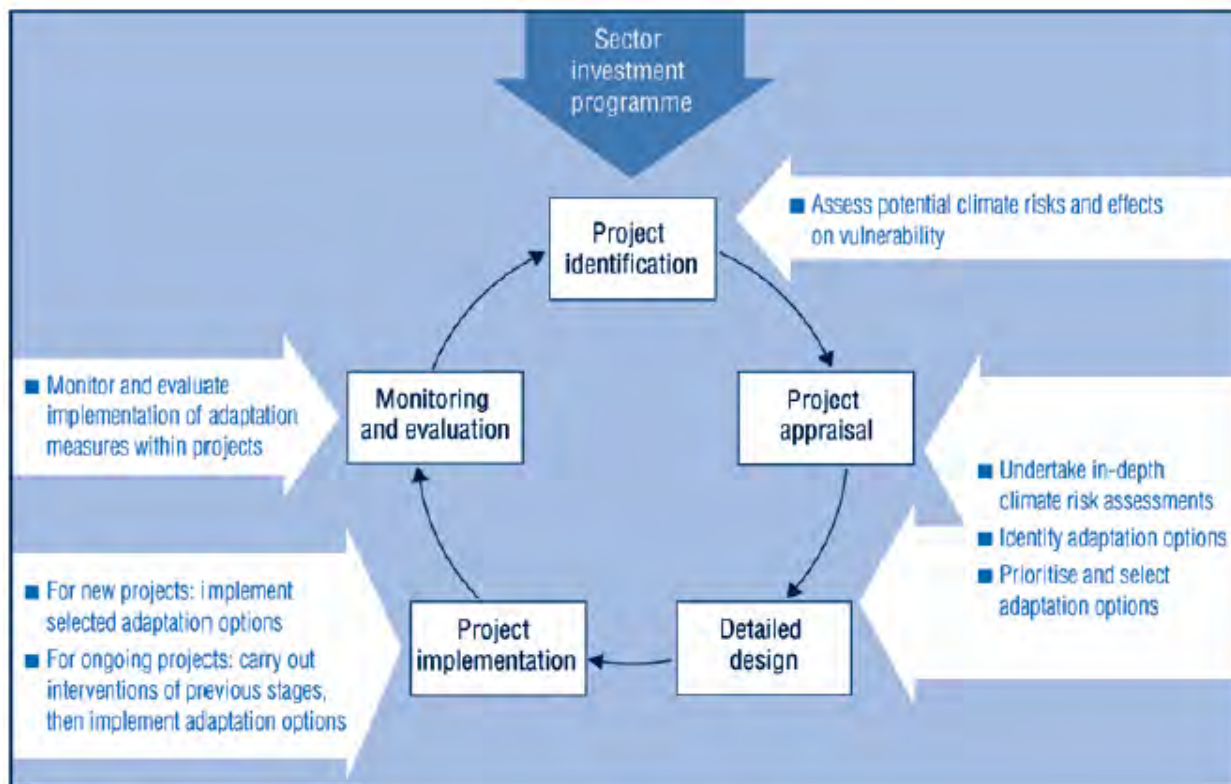 Sector
investment
programme
Project
identification
■ Assess potential climate risks and effects
on vulnerability
■ Monitor and evaluate
implementation of adaptation
measures within projects
Monitoring
and evaluation
Project
appraisal
■ Undertake in-depth
climate risk assessments
■ Identify adaptation options
■ Prioritise and select
adaptation options
■ For new projects: implement
selected adaptation options
■ For ongoing projects: carry out
interventions of previous stages,
then implement adaptation options
Project
implementation
Detailed
design